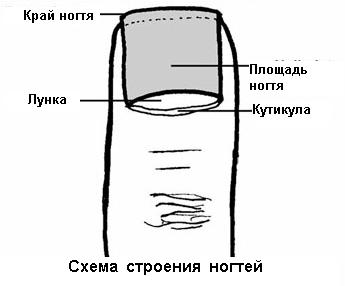 Край ногтя
Площадь
ногтя
Лунка
Кутикула
Схема строения ногтей